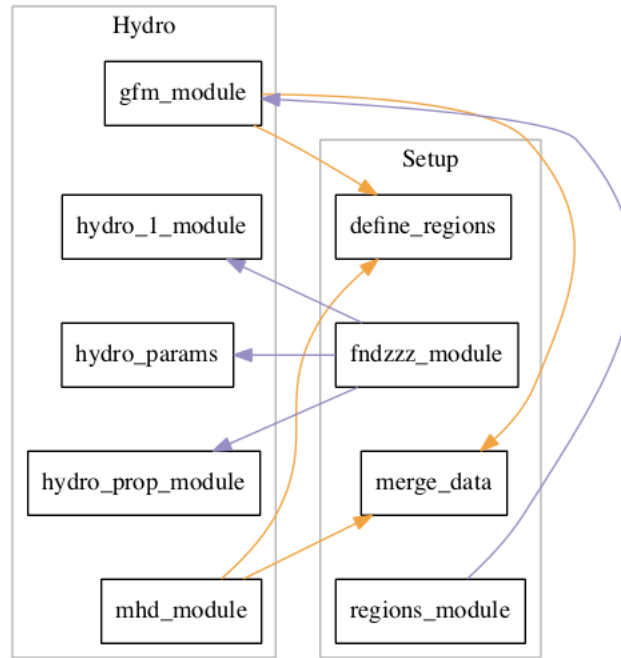 Hydro
gfm_module
hydro_1_module
hydro_params
hydro_prop_module
mhd_module
Setup
define_regions
fndzzz_module
merge_data
regions_module